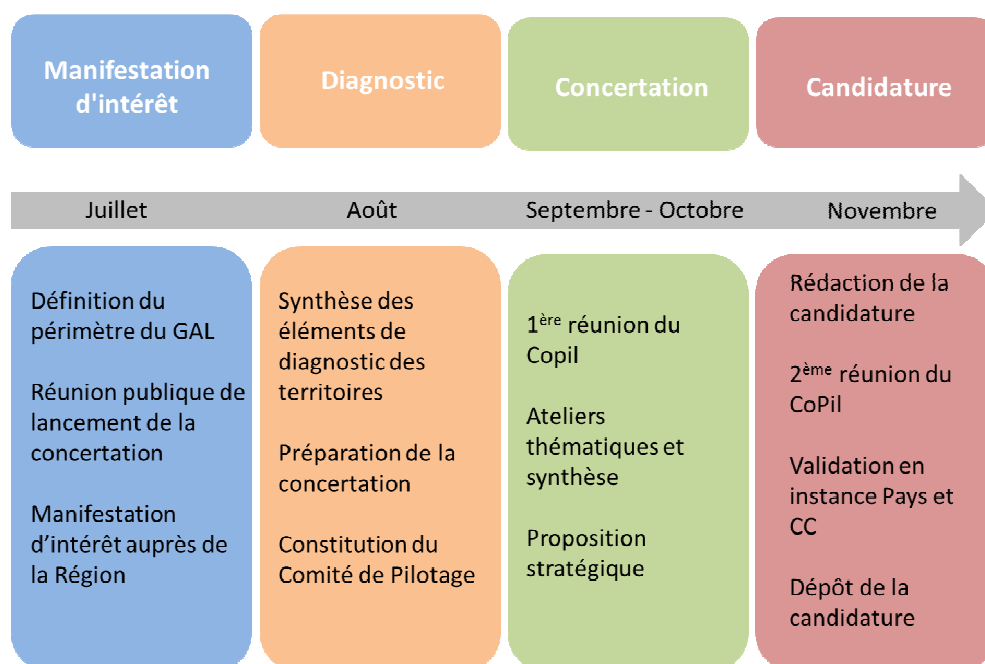 Manifestation
d'intérêt
Diagnostic
Concertation
Candidature
Juillet
Août
Septembre - Octobre
Novembre
Définition du
périmètre du GAL
Réunion publique de
lancement de la
concertation
Manifestation
d’intérêt auprès de
la Région
Synthèse des
éléments de
diagnostic des
territoires
Préparation de la
concertation
Constitution du
Comité de Pilotage
1ère réunion du
Copil
Ateliers
thématiques et
synthèse
Proposition
stratégique
Rédaction de la
candidature
2ème réunion du
CoPil
Validation en
instance Pays et
CC
Dépôt de la
candidature